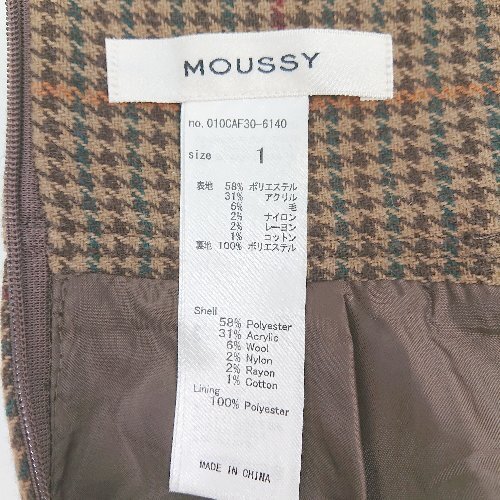 MOUSSY
no.010CAF30-6140
size 1
表地 58% ポリエステル
31% アクリル
6% 毛
2% ナイロン
2% レーヨン
1% コットン
裏地 100% ポリエステル
Shell
58% Polyester
31% Acrylic
6% Wool
2% Nylon
2% Rayon
1% Cotton
Lining
100% Polyester
MADE IN CHINA